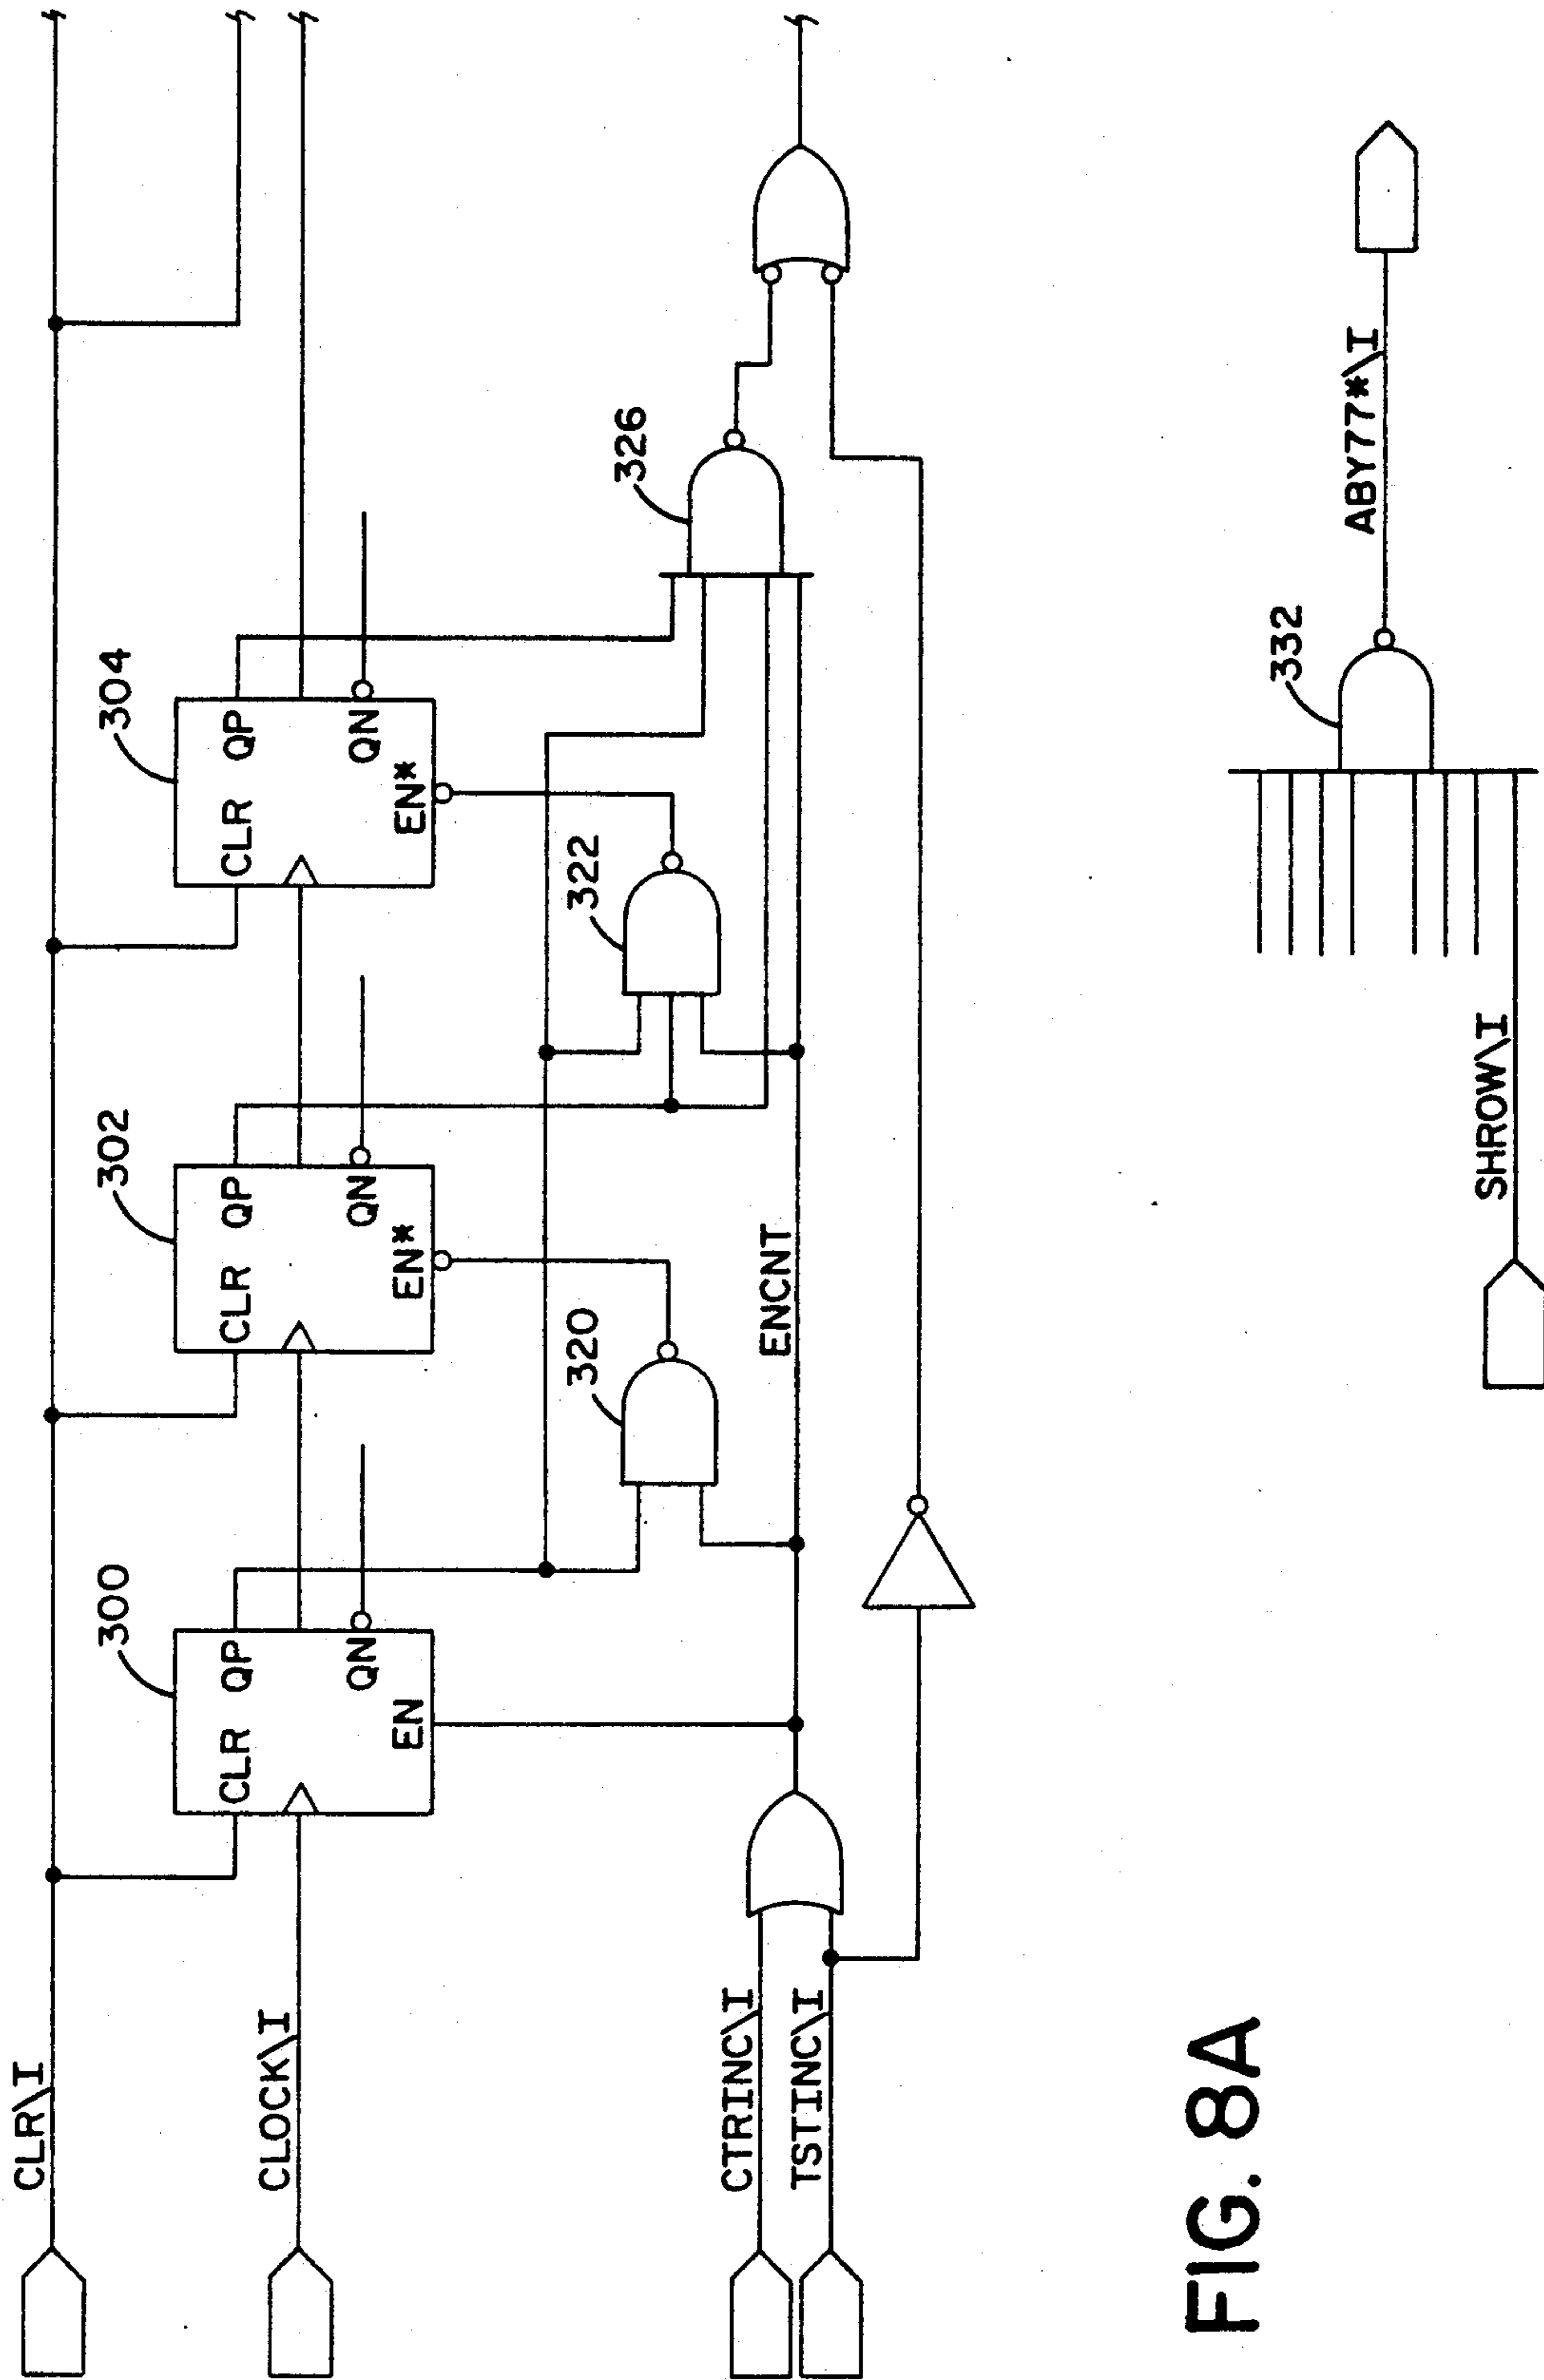 CLR\I
CLOCK\I
CTRINC\I
TSTINC\I
300
CLR QP
QN
EN
302
CLR QP
QN
EN*
304
CLR QP
QN
EN*
320
322
326
ENCNT
SHROW\I
332
ABY77*\I
FIG. 8A